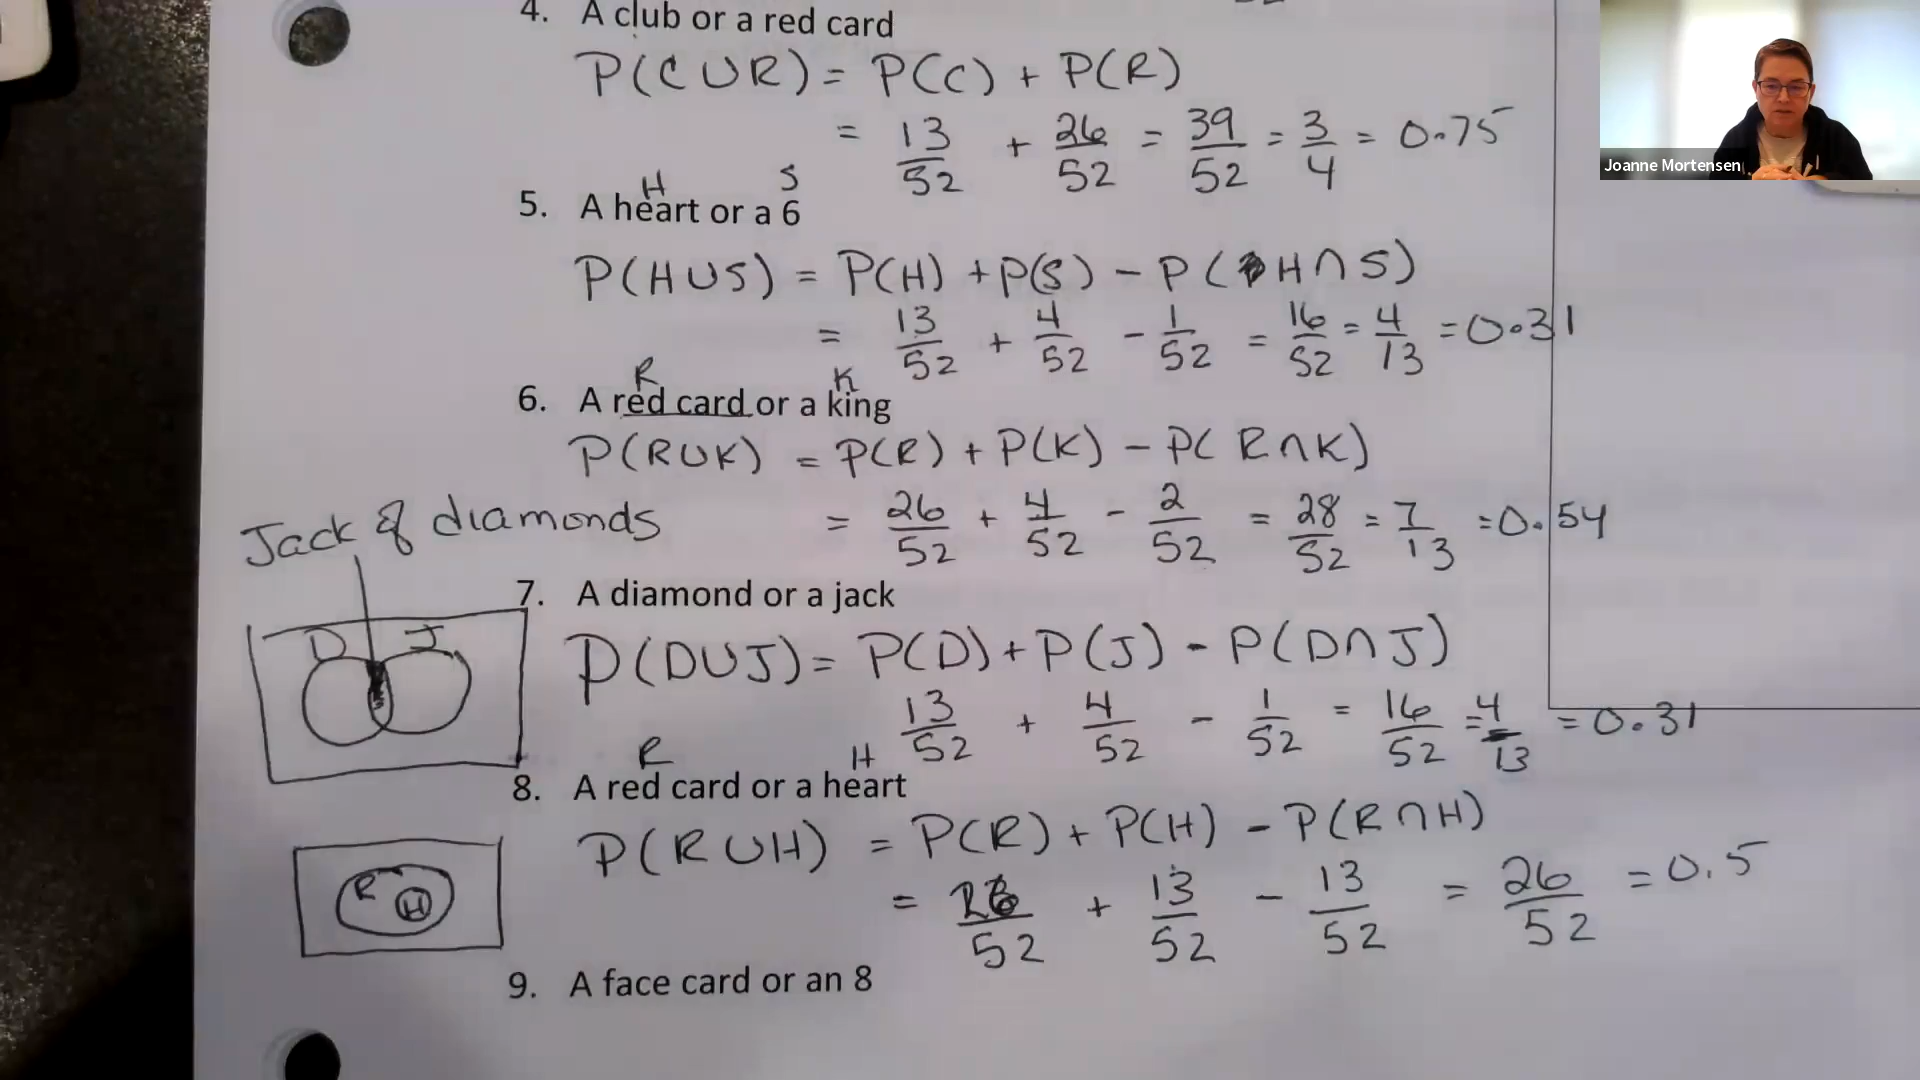 4. A club or a red card
P(C∪R) = P(C) + P(R)
= 13/52 + 26/52 = 39/52 = 3/4 = 0.75
Joanne Mortensen
H S
5. A heart or a 6
P(H∪S) = P(H) + P(S) - P(H∩S)
= 13/52 + 4/52 - 1/52 = 16/52 = 4/13 = 0.31
R K
6. A red card or a king
P(R∪K) = P(R) + P(K) - P(R∩K)
= 26/52 + 4/52 - 2/52 = 28/52 = 7/13 = 0.54
Jack of diamonds
7. A diamond or a jack
D J
P(D∪J) = P(D) + P(J) - P(D∩J)
13/52 + 4/52 - 1/52 = 16/52 = 4/13 = 0.31
R H
8. A red card or a heart
P(R∪H) = P(R) + P(H) - P(R∩H)
R H
= 26/52 + 13/52 - 13/52 = 26/52 = 0.5
9. A face card or an 8